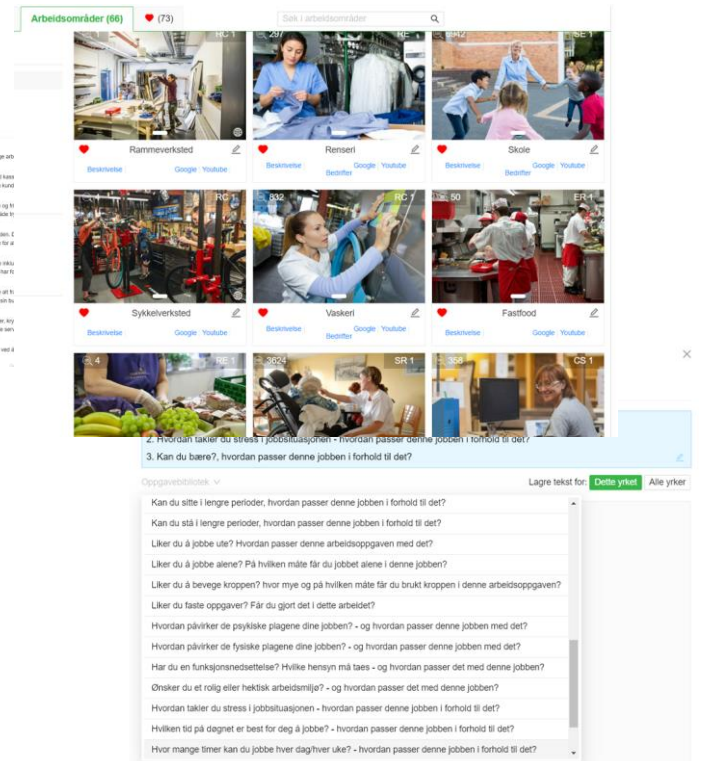 Arbeidsområder (66)
(73)
Søk i arbeidsområder
1
RC 1
297
RE
6942
SE 1
Rammeverksted
Renseri
Skole
Beskrivelse
Google Youtube
Beskrivelse
Bedrifter
Google Youtube
Beskrivelse
Bedrifter
Google Youtube
RC 1
832
RC 1
50
ER 1
Sykkelverksted
Vaskeri
Fastfood
Beskrivelse
Google Youtube
Beskrivelse
Bedrifter
Google Youtube
Beskrivelse
Google Youtube
4
RE 1
3624
SR 1
358
CS 1
2. Hvordan takler du stress i jobbsituasjonen - hvordan passer denne jobben i forhold til det?
3. Kan du bære?, hvordan passer denne jobben i forhold til det?
Oppgavebibliotek
Lagre tekst for: Dette yrket Alle yrker
Kan du sitte i lengre perioder, hvordan passer denne jobben i forhold til det?
Kan du stå i lengre perioder, hvordan passer denne jobben i forhold til det?
Liker du å jobbe ute? Hvordan passer denne arbeidsoppgaven med det?
Liker du å jobbe alene? På hvilken måte får du jobbet alene i denne jobben?
Liker du å bevege kroppen? hvor mye og på hvilken måte får du brukt kroppen i denne arbeidsoppgaven?
Liker du faste oppgaver? Får du gjort det i dette arbeidet?
Hvordan påvirker de psykiske plagene dine jobben? - og hvordan passer denne jobben med det?
Hvordan påvirker de fysiske plagene dine jobben? - og hvordan passer denne jobben med det?
Har du en funksjonsnedsettelse? Hvilke hensyn må taes - og hvordan passer det med denne jobben?
Ønsker du et rolig eller hektisk arbeidsmiljø? - og hvordan passer det med denne jobben?
Hvordan takler du stress i jobbsituasjonen - hvordan passer denne jobben i forhold til det?
Hvilken tid på døgnet er best for deg å jobbe? - hvordan passer denne jobben i forhold til det?
Hvor mange timer kan du jobbe hver dag/hver uke? - hvordan passer denne jobben i forhold til det?